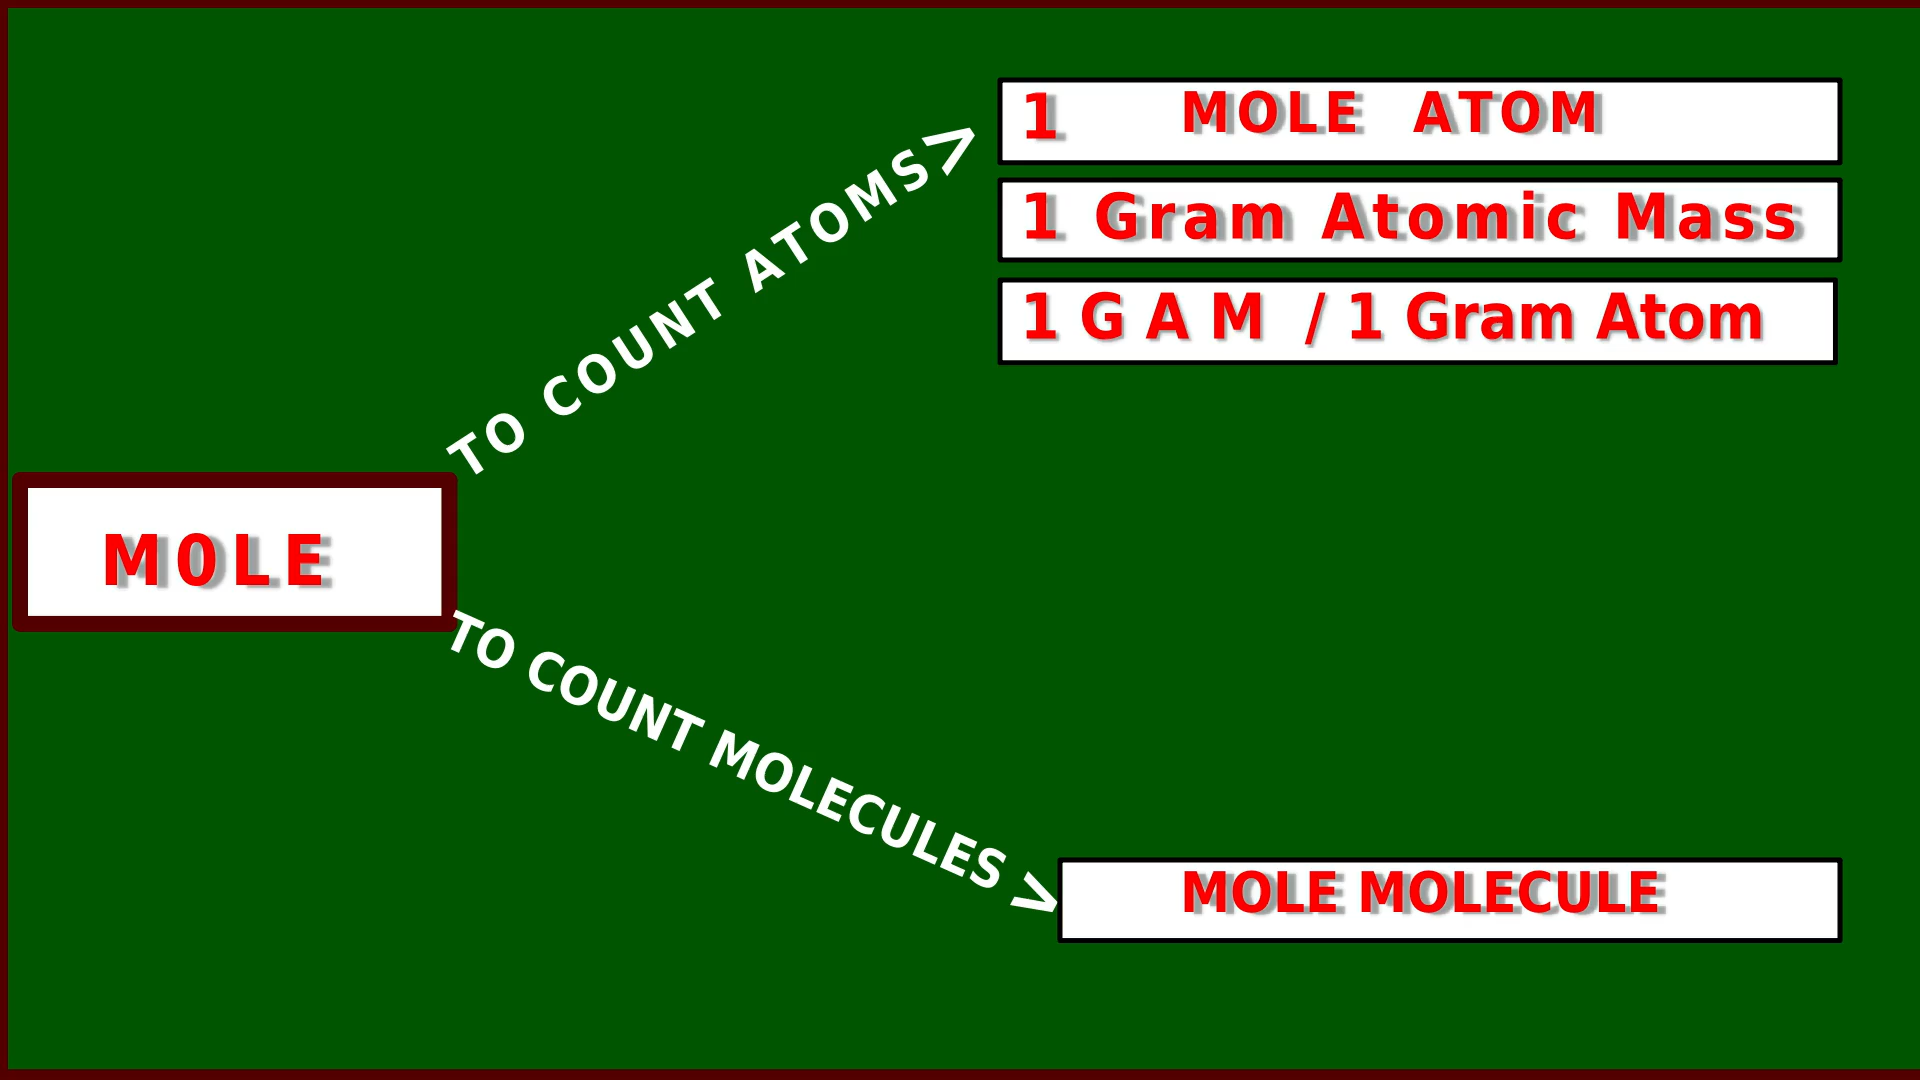 1 MOLE ATOM
1 Gram Atomic Mass
1 G A M / 1 Gram Atom
TO COUNT ATOMS>
M0LE
TO COUNT MOLECULES >
MOLE MOLECULE